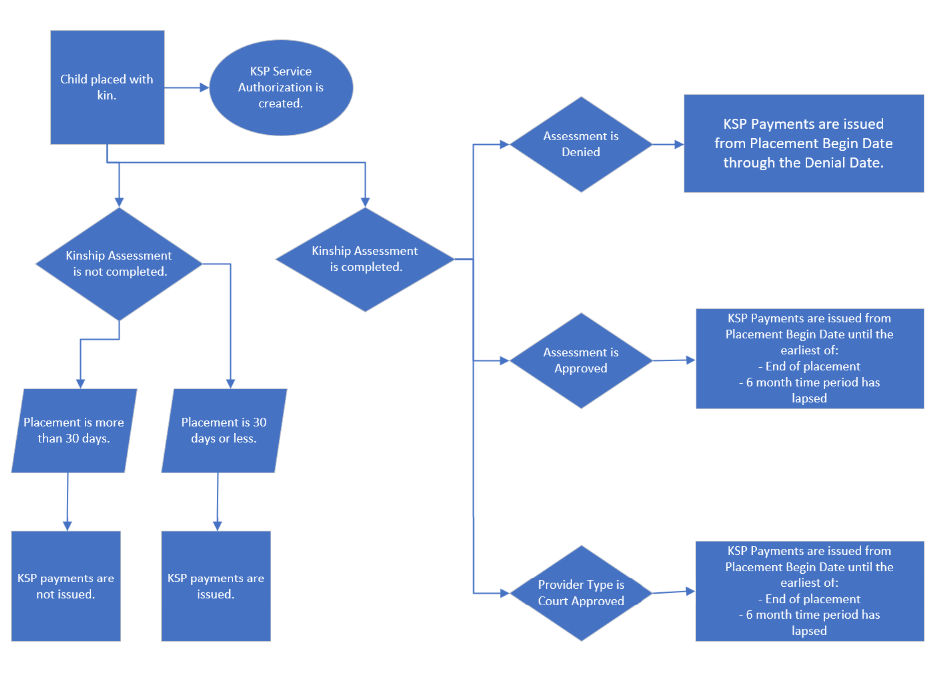 Child placed with
kin.
KSP Service
Authorization is
created.
Assessment is
Denied
KSP Payments are issued
from Placement Begin Date
through the Denial Date.
Kinship Assessment
is not completed.
Kinship Assessment
is completed.
Assessment is
Approved
KSP Payments are issued from
Placement Begin Date until the
earliest of:
- End of placement
- 6 month time period has
lapsed
Placement is more
than 30 days.
Placement is 30
days or less.
KSP payments are
not issued.
KSP payments are
issued.
Provider Type is
Court Approved
KSP Payments are issued from
Placement Begin Date until the
earliest of:
- End of placement
- 6 month time period has
lapsed